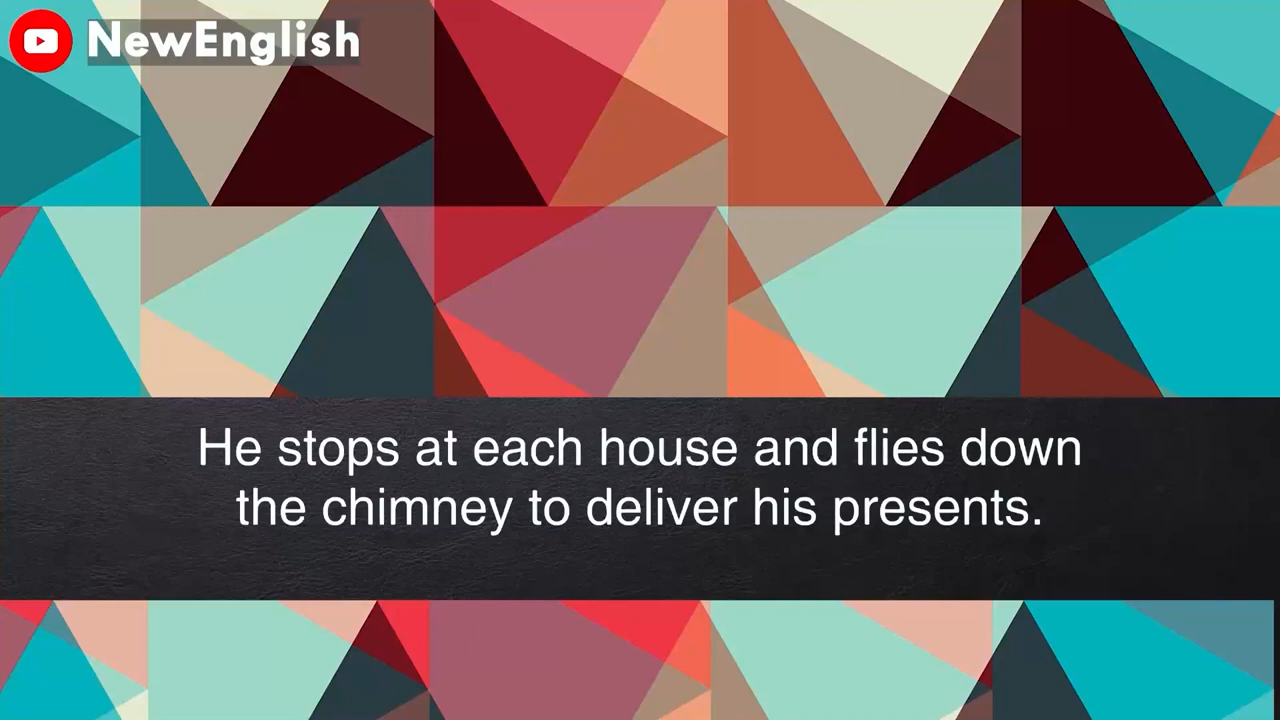 NewEnglish
He stops at each house and flies down
the chimney to deliver his presents.